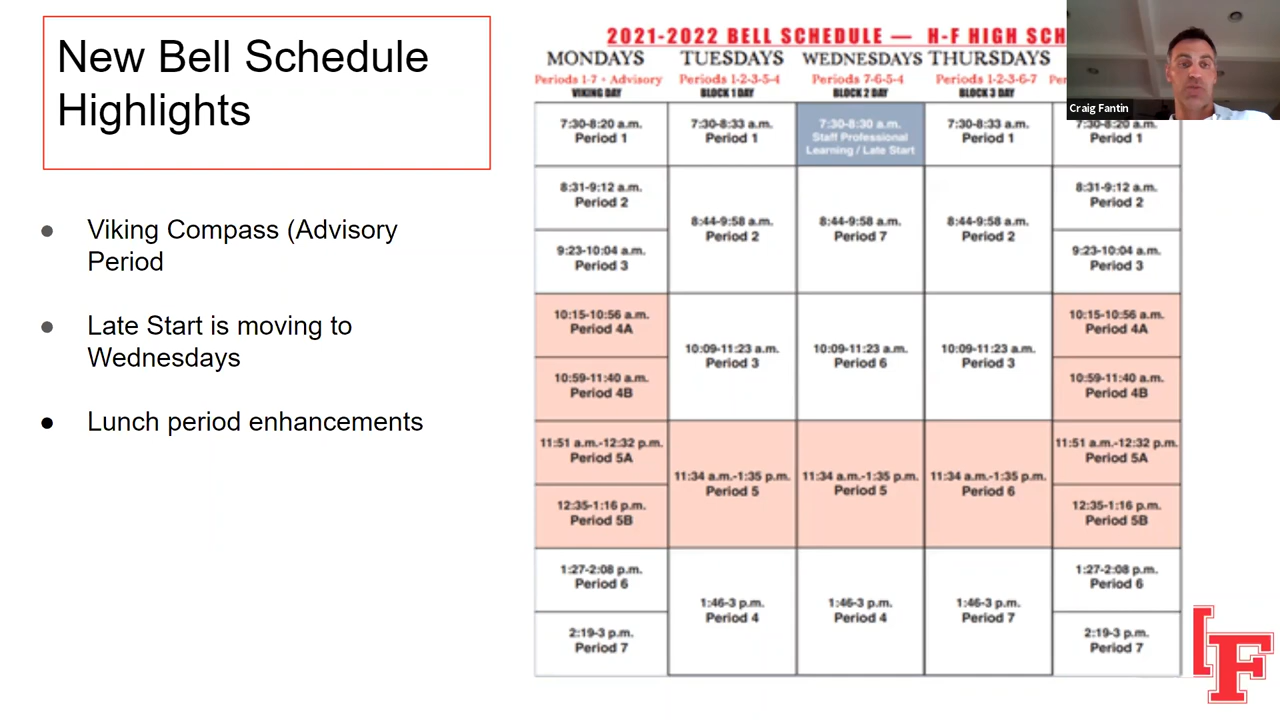 New Bell Schedule
Highlights
● Viking Compass (Advisory
Period
● Late Start is moving to
Wednesdays
● Lunch period enhancements
2021-2022 BELL SCHEDULE — H-F HIGH SCH
MONDAYS TUESDAYS WEDNESDAYS THURSDAYS
Periods 1-7 + Advisory Periods 1-2-3-5-4 Periods 7-6-5-4 Periods 1-2-3-6-7
VIKING DAY BLOCK 1 DAY BLOCK 2 DAY BLOCK 3 DAY
Craig Fantin
7:30-8:20 a.m. 7:30-8:33 a.m. 7:30-8:30 a.m. 7:30-8:33 a.m. 7:30-8:20 a.m.
Period 1 Period 1 Staff Professional Period 1 Period 1
Learning / Late Start
8:31-9:12 a.m. 8:31-9:12 a.m.
Period 2 Period 2
8:44-9:58 a.m. 8:44-9:58 a.m. 8:44-9:58 a.m.
Period 2 Period 7 Period 2
9:23-10:04 a.m. 9:23-10:04 a.m.
Period 3 Period 3
10:15-10:56 a.m. 10:15-10:56 a.m.
Period 4A Period 4A
10:09-11:23 a.m. 10:09-11:23 a.m. 10:09-11:23 a.m.
Period 3 Period 6 Period 3
10:59-11:40 a.m. 10:59-11:40 a.m.
Period 4B Period 4B
11:51 a.m.-12:32 p.m. 11:51 a.m.-12:32 p.m.
Period 5A Period 5A
11:34 a.m.-1:35 p.m. 11:34 a.m.-1:35 p.m. 11:34 a.m.-1:35 p.m.
Period 5 Period 5 Period 6
12:35-1:16 p.m. 12:35-1:16 p.m.
Period 5B Period 5B
1:27-2:08 p.m. 1:27-2:08 p.m.
Period 6 Period 6
1:46-3 p.m. 1:46-3 p.m. 1:46-3 p.m.
Period 4 Period 4 Period 7
2:19-3 p.m. 2:19-3 p.m.
Period 7 Period 7
F